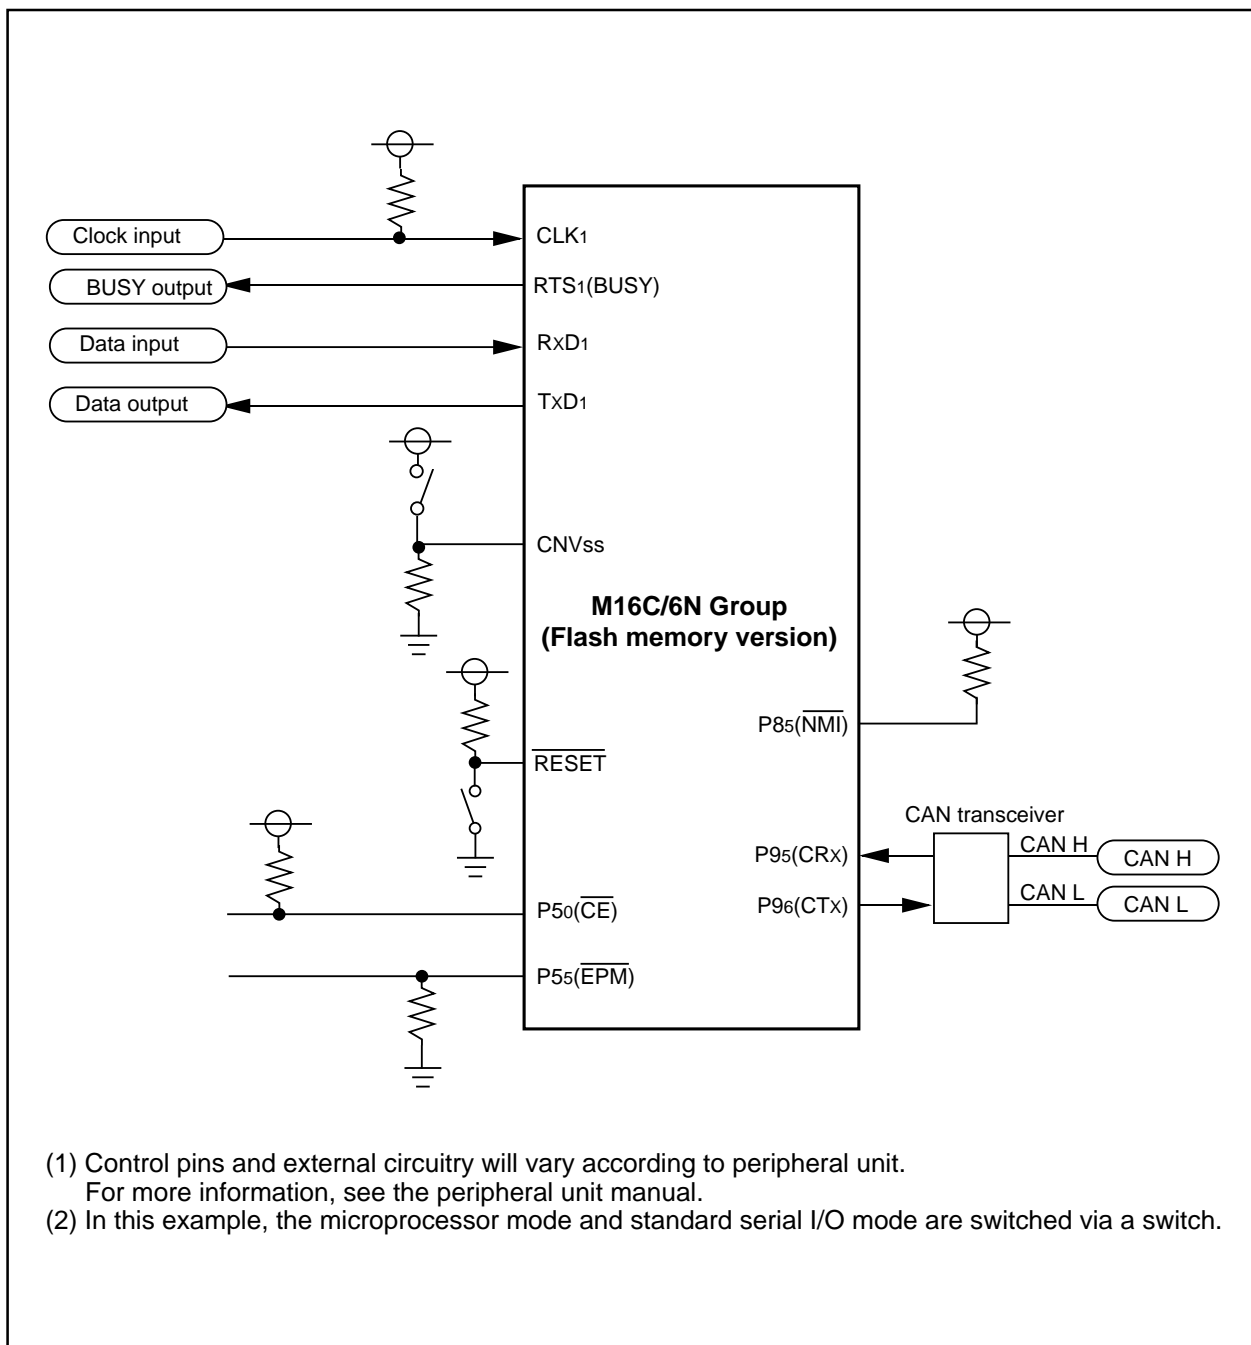 Clock input
CLK1
BUSY output
RTS1(BUSY)
Data input
RxD1
Data output
TxD1
CNVss
M16C/6N Group
(Flash memory version)
P85(NMI)
RESET
CAN transceiver
P95(CRx)
CAN H
CAN H
P50(CE)
P96(CTx)
CAN L
CAN L
P55(EPM)
(1) Control pins and external circuitry will vary according to peripheral unit.
For more information, see the peripheral unit manual.
(2) In this example, the microprocessor mode and standard serial I/O mode are switched via a switch.